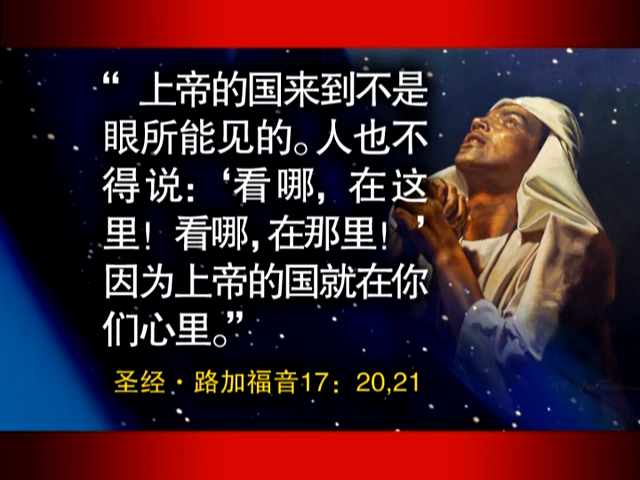 “上帝的国来到不是
眼所能见的。人也不
得说：‘看哪，在这
里！看哪，在那里！’
因为上帝的国就在你
们心里。”
圣经·路加福音17：20,21